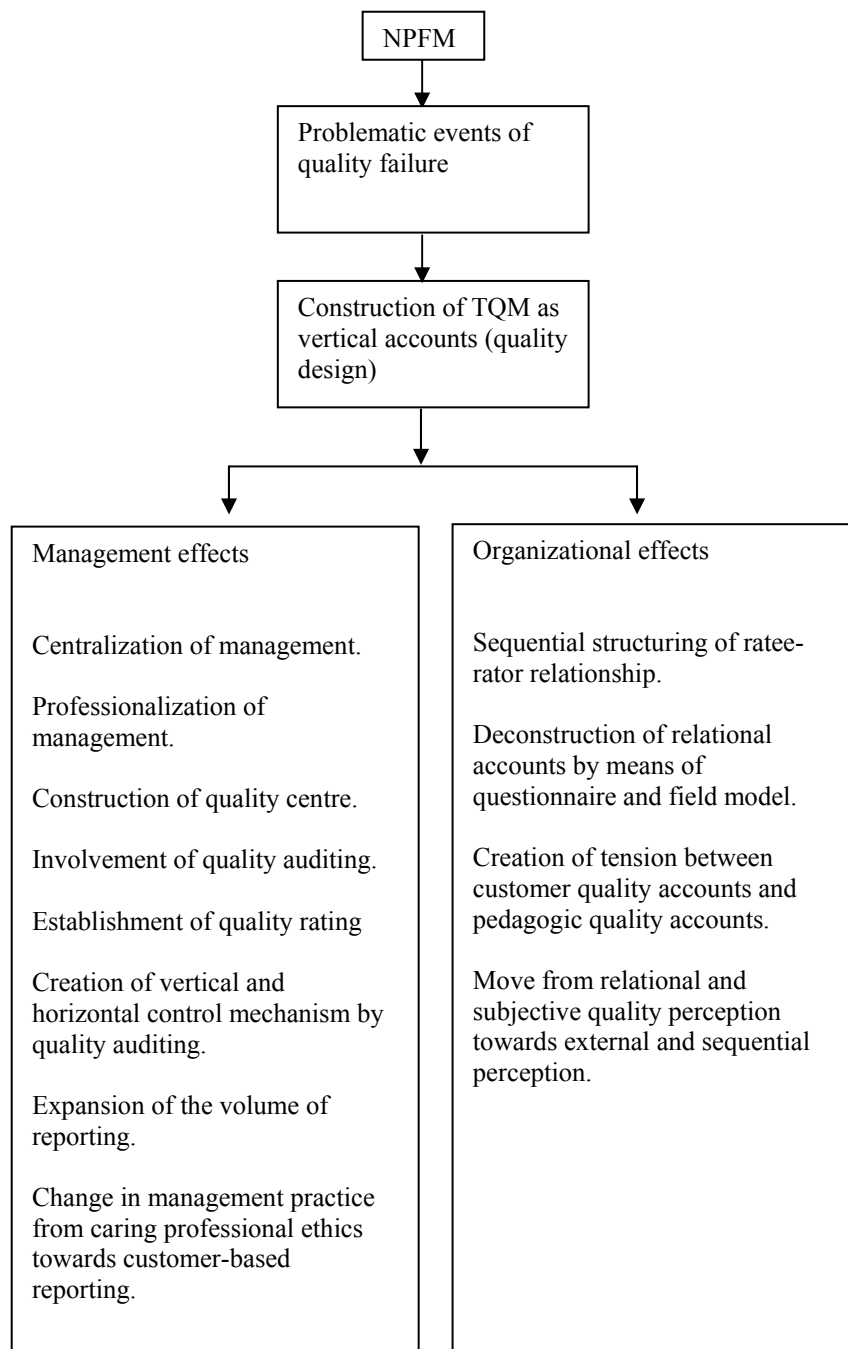 NPFM
Problematic events of
quality failure
Construction of TQM as
vertical accounts (quality
design)
Management effects
Centralization of management.
Professionalization of
management.
Construction of quality centre.
Involvement of quality auditing.
Establishment of quality rating
Creation of vertical and
horizontal control mechanism by
quality auditing.
Expansion of the volume of
reporting.
Change in management practice
from caring professional ethics
towards customer-based
reporting.
Organizational effects
Sequential structuring of ratee-
rator relationship.
Deconstruction of relational
accounts by means of
questionnaire and field model.
Creation of tension between
customer quality accounts and
pedagogic quality accounts.
Move from relational and
subjective quality perception
towards external and sequential
perception.